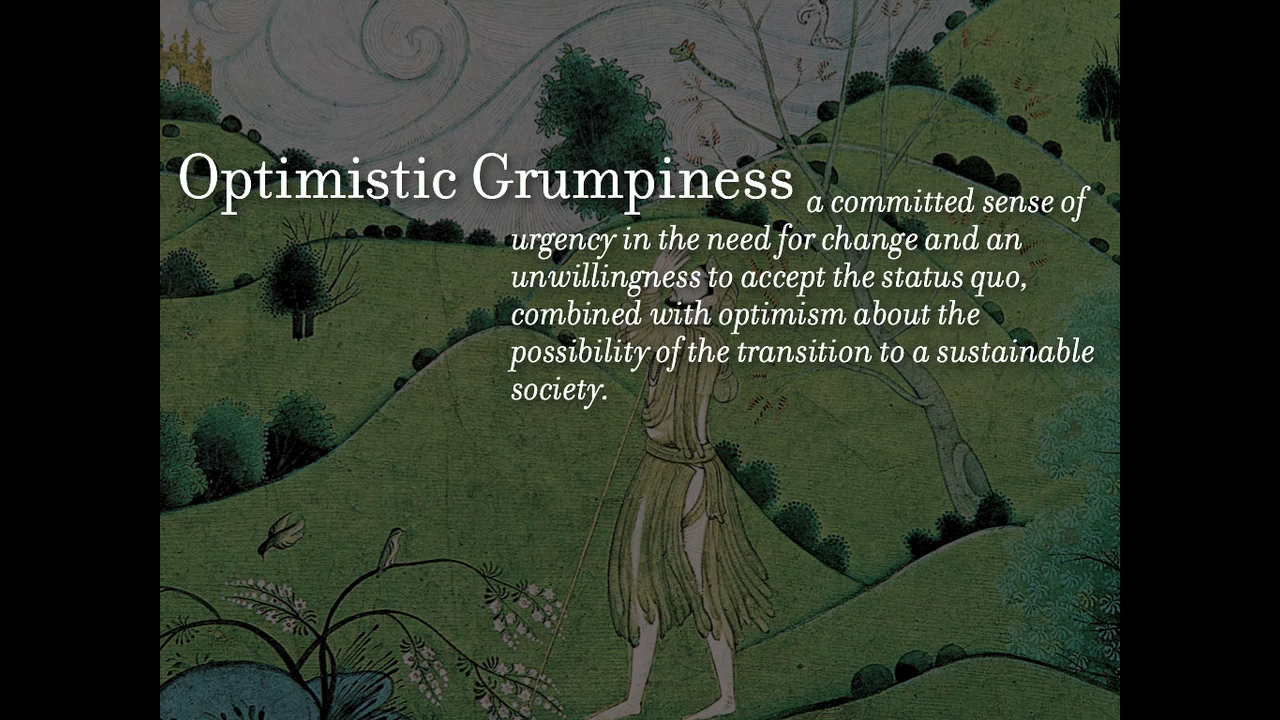 Optimistic Grumpiness a committed sense of
urgency in the need for change and an
unwillingness to accept the status quo,
combined with optimism about the
possibility of the transition to a sustainable
society.